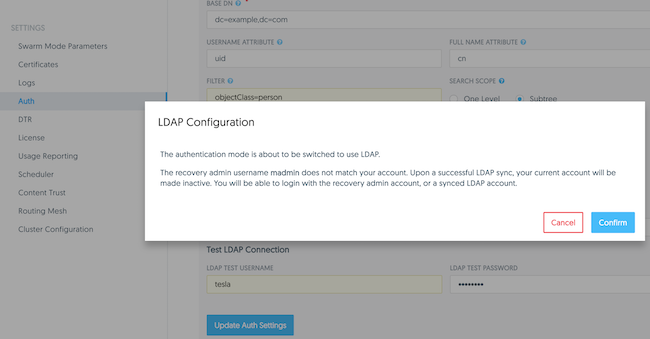 BASE DN
SETTINGS
dc=example,dc=com
Swarm Mode Parameters
USERNAME ATTRIBUTE
FULL NAME ATTRIBUTE
Certificates
uid
cn
Logs
FILTER
SEARCH SCOPE
Auth
objectClass=person
One Level
Subtree
DTR
License
Usage Reporting
Scheduler
Content Trust
Routing Mesh
Cluster Configuration
LDAP Configuration
The authentication mode is about to be switched to use LDAP.
The recovery admin username madmin does not match your account. Upon a successful LDAP sync, your current account will be
made inactive. You will be able to login with the recovery admin account, or a synced LDAP account.
Cancel
Confirm
Test LDAP Connection
LDAP TEST USERNAME
LDAP TEST PASSWORD
tesla
••••••••
Update Auth Settings